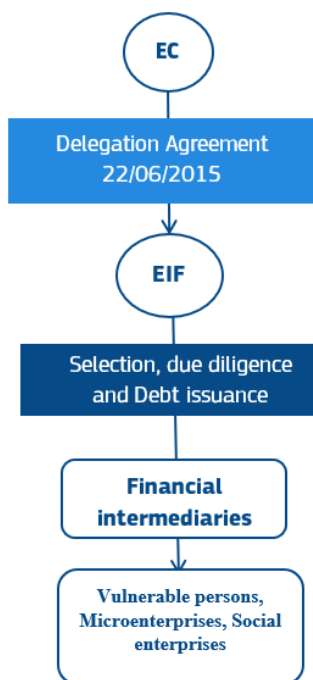 EC
Delegation Agreement
22/06/2015
EIF
Selection, due diligence
and Debt issuance
Financial
intermediaries
Vulnerable persons,
Microenterprises, Social
enterprises